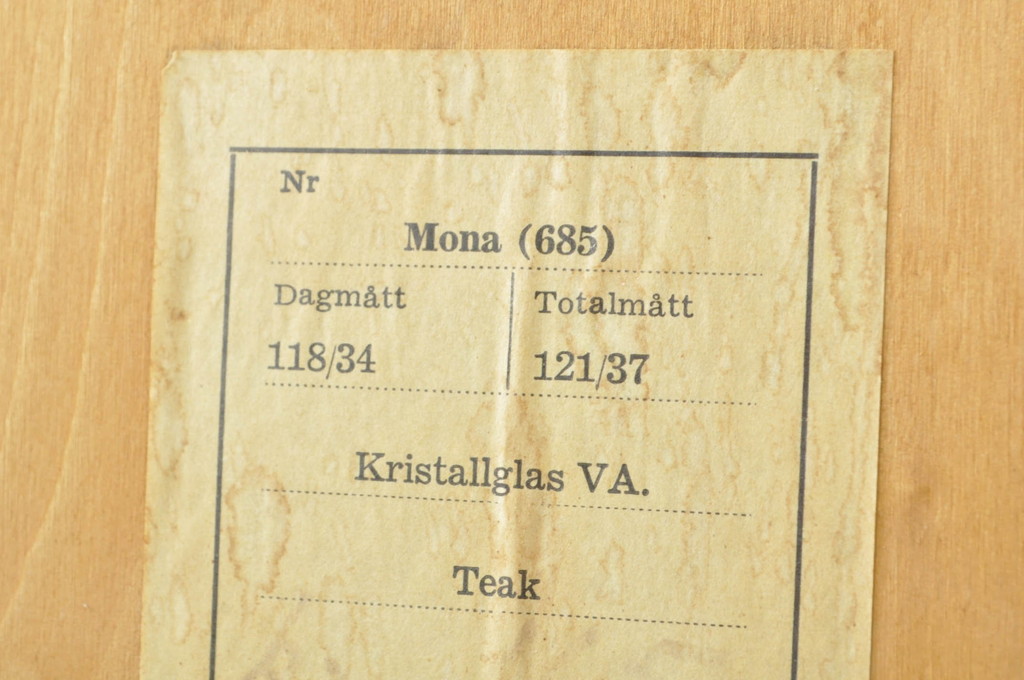 Nr
Mona (685)
Dagmått Totalmått
118/34 121/37
Kristallglas VA.
Teak